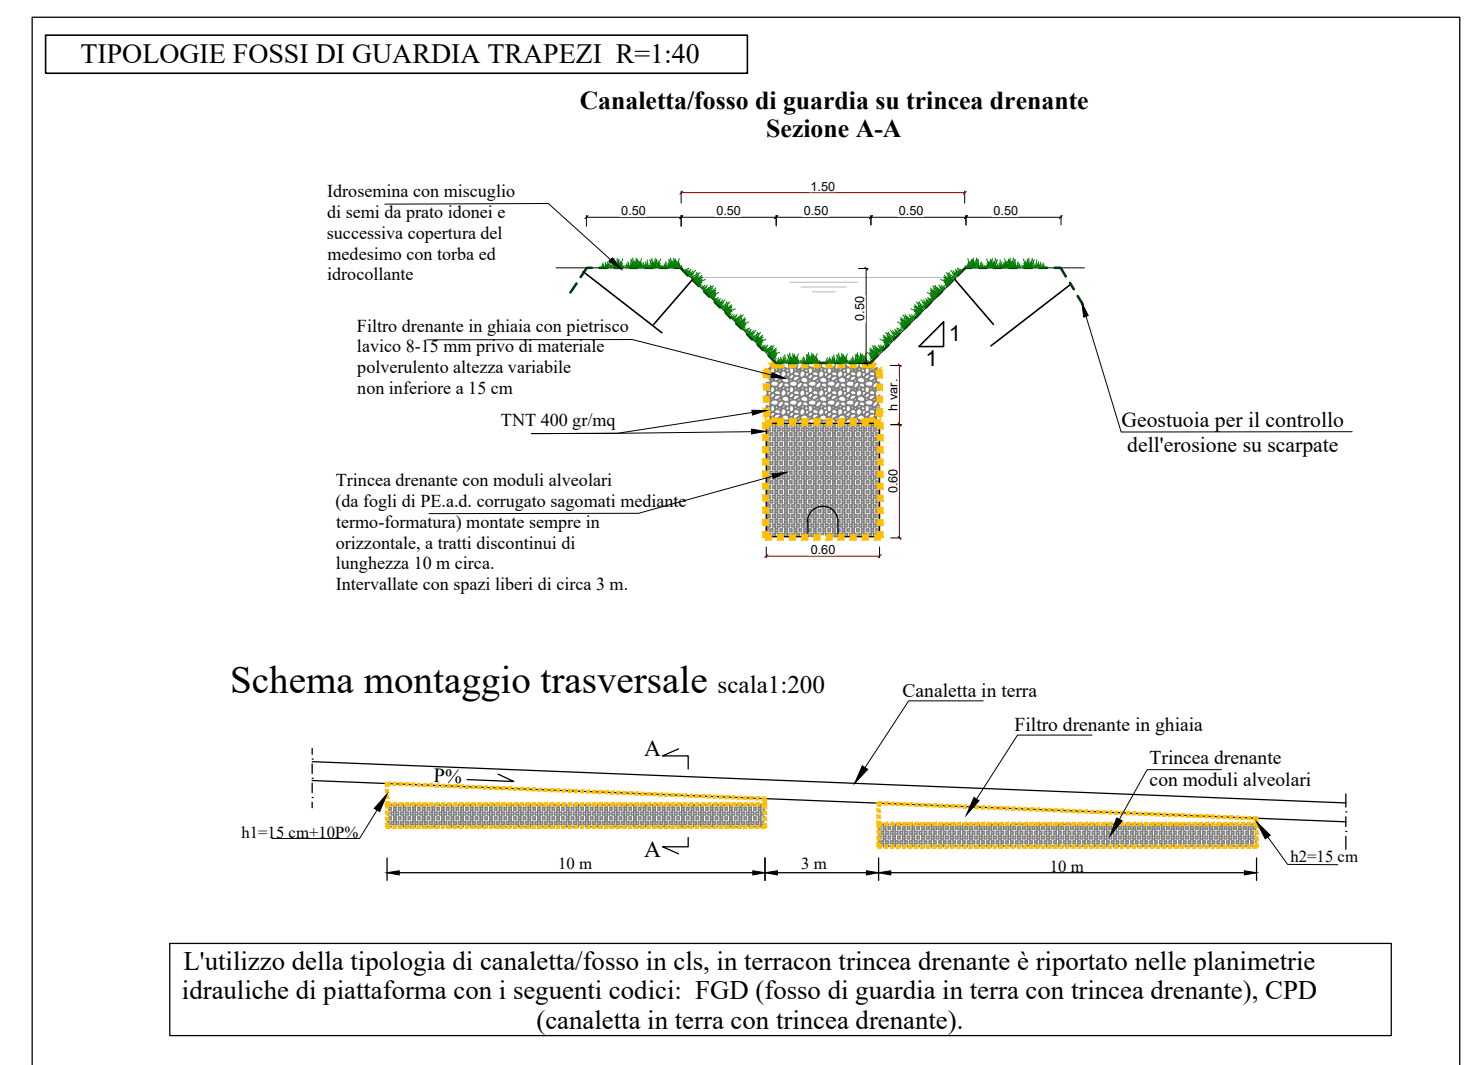 TIPOLOGIE FOSSI DI GUARDIA TRAPEZI R=1:40
Canaletta/fosso di guardia su trincea drenante
Sezione A-A
1.50
0.50
0.50
0.50
0.50
0.50
Idrosemina con miscuglio
di semi da prato idonei e
successiva copertura del
medesimo con torba ed
idrocollante
0.50
1
1
Filtro drenante in ghiaia con pietrisco
lavico 8-15 mm privo di materiale
polverulento altezza variabile
non inferiore a 15 cm
h var.
TNT 400 gr/mq
Geostuoia per il controllo
dell'erosione su scarpate
Trincea drenante con moduli alveolari
(da fogli di PE.a.d. corrugato sagomati mediante
termo-formatura) montate sempre in
orizzontale, a tratti discontinui di
lunghezza 10 m circa.
Intervallate con spazi liberi di circa 3 m.
0.60
0.60
Schema montaggio trasversale scala1:200
Canaletta in terra
Filtro drenante in ghiaia
Trincea drenante
con moduli alveolari
A
P%
h1=15 cm+10P%
A
h2=15 cm
10 m
3 m
10 m
L'utilizzo della tipologia di canaletta/fosso in cls, in terracon trincea drenante è riportato nelle planimetrie
idrauliche di piattaforma con i seguenti codici: FGD (fosso di guardia in terra con trincea drenante), CPD
(canaletta in terra con trincea drenante).